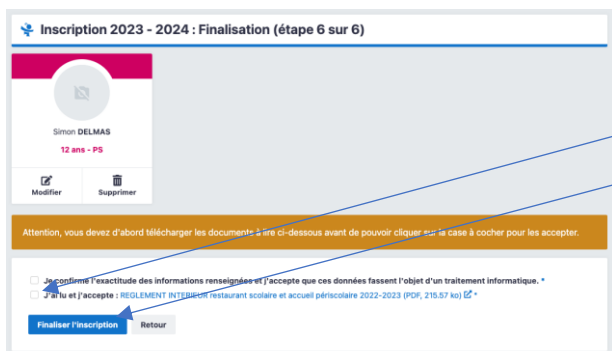 Inscription 2023 - 2024 : Finalisation (étape 6 sur 6)
Simon DELMAS
12 ans - PS
Modifier Supprimer
Attention, vous devez d'abord télécharger les documents à lire ci-dessous avant de pouvoir cliquer sur la case à cocher pour les accepter.
Je confirme l'exactitude des informations renseignées et j'accepte que ces données fassent l'objet d'un traitement informatique. *
J'ai lu et j'accepte : REGLEMENT INTERIEUR restaurant scolaire et accueil périscolaire 2022-2023 (PDF, 215.57 ko) *
Finaliser l'inscription Retour